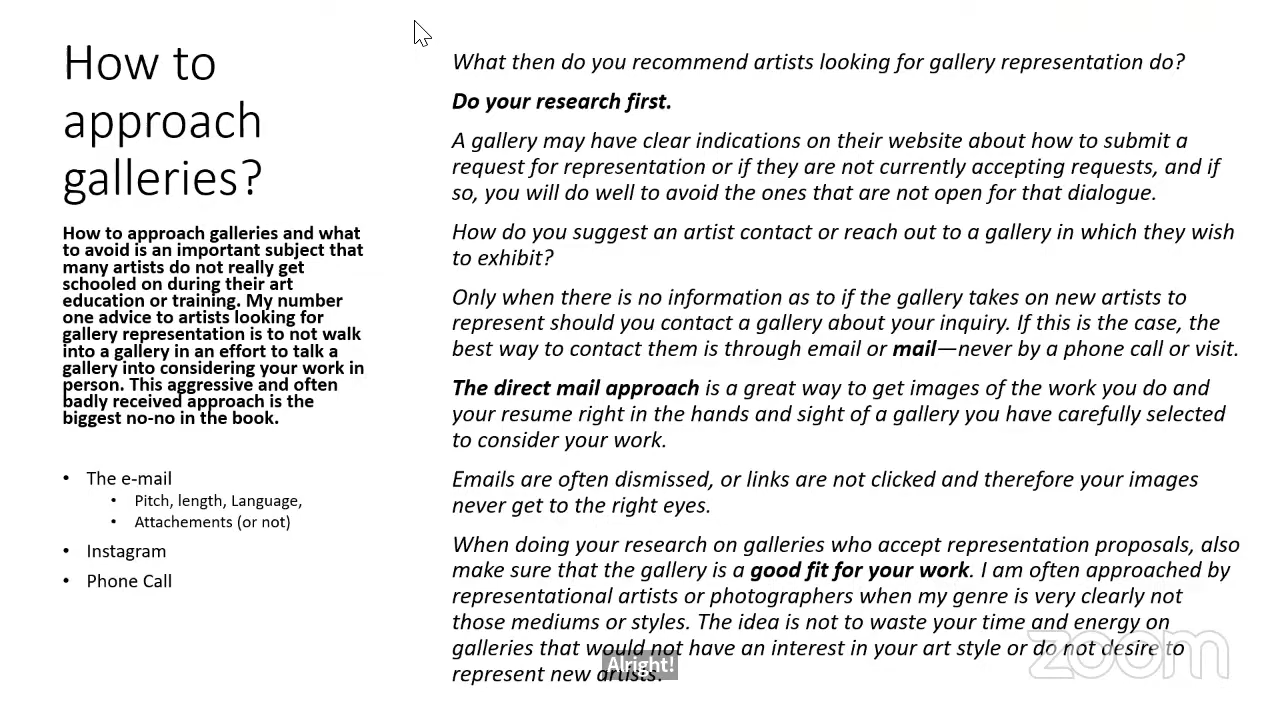 How to
approach
galleries?
How to approach galleries and what
to avoid is an important subject that
many artists do not really get
schooled on during their art
education or training. My number
one advice to artists looking for
gallery representation is to not walk
into a gallery in an effort to talk a
gallery into considering your work in
person. This aggressive and often
badly received approach is the
biggest no-no in the book.
• The e-mail
• Pitch, length, Language,
• Attachements (or not)
• Instagram
• Phone Call
What then do you recommend artists looking for gallery representation do?
Do your research first.
A gallery may have clear indications on their website about how to submit a
request for representation or if they are not currently accepting requests, and if
so, you will do well to avoid the ones that are not open for that dialogue.
How do you suggest an artist contact or reach out to a gallery in which they wish
to exhibit?
Only when there is no information as to if the gallery takes on new artists to
represent should you contact a gallery about your inquiry. If this is the case, the
best way to contact them is through email or mail—never by a phone call or visit.
The direct mail approach is a great way to get images of the work you do and
your resume right in the hands and sight of a gallery you have carefully selected
to consider your work.
Emails are often dismissed, or links are not clicked and therefore your images
never get to the right eyes.
When doing your research on galleries who accept representation proposals, also
make sure that the gallery is a good fit for your work. I am often approached by
representational artists or photographers when my genre is very clearly not
those mediums or styles. The idea is not to waste your time and energy on
galleries that would not have an interest in your art style or do not desire to
represent new artists.
Alright!
zoom